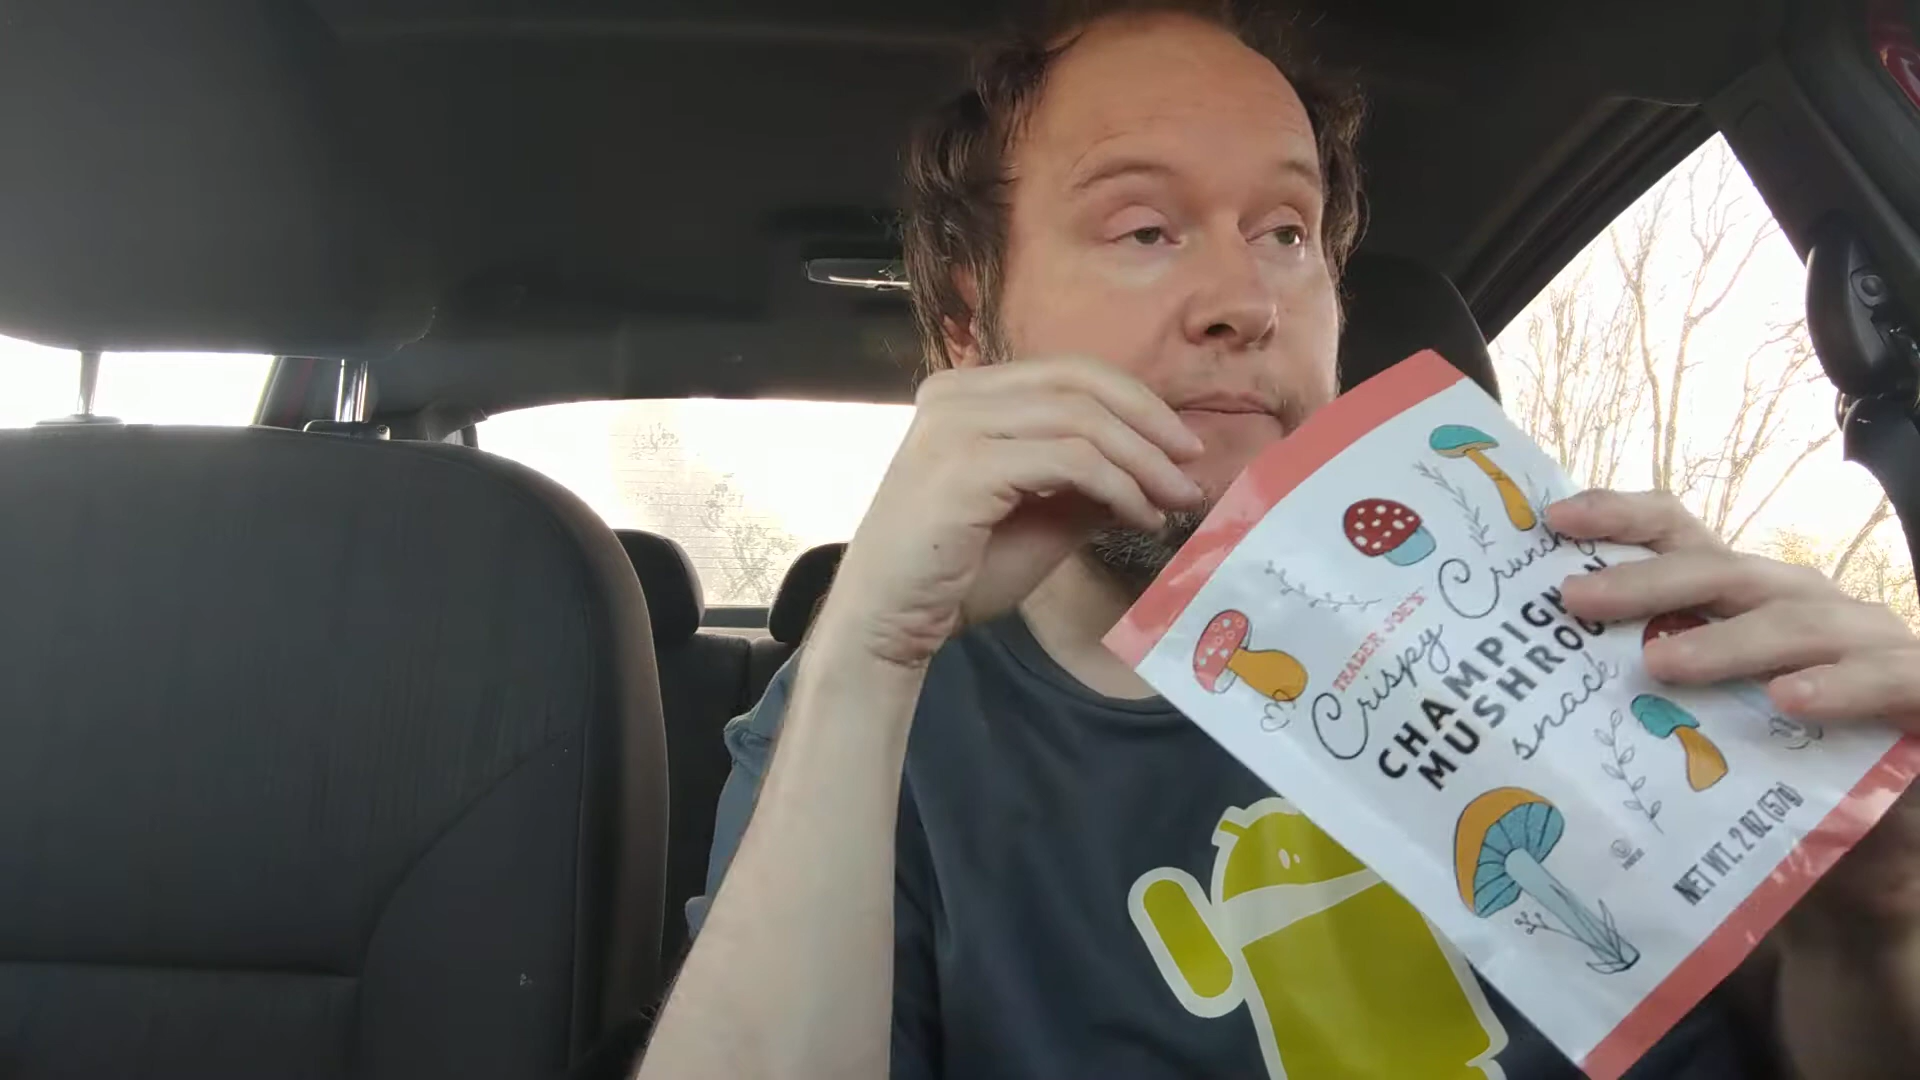 TRADER JOE'S
Crispy Crunchy
CHAMPIGNON
MUSHROOM
snack
NET WT. 2 OZ (57g)